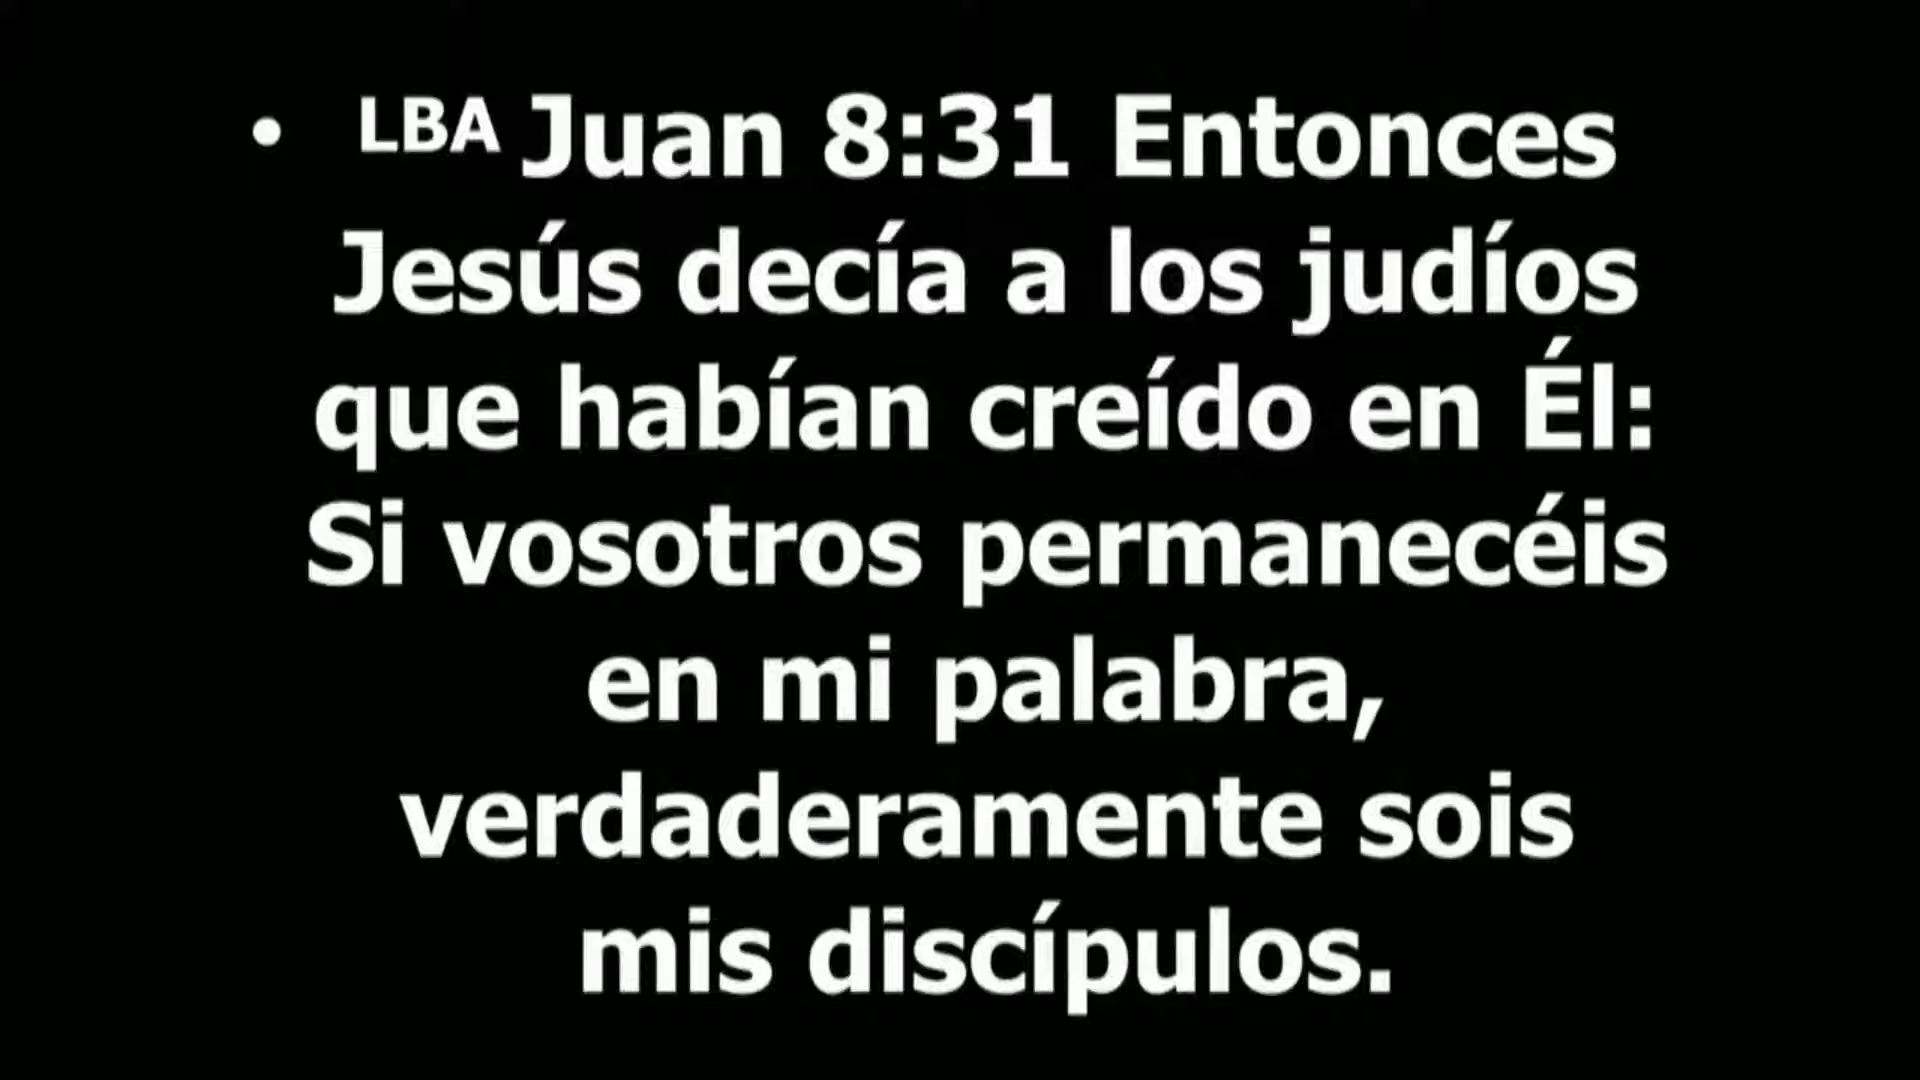 • LBA Juan 8:31 Entonces
Jesús decía a los judíos
que habían creído en Él:
Si vosotros permanecéis
en mi palabra,
verdaderamente sois
mis discípulos.